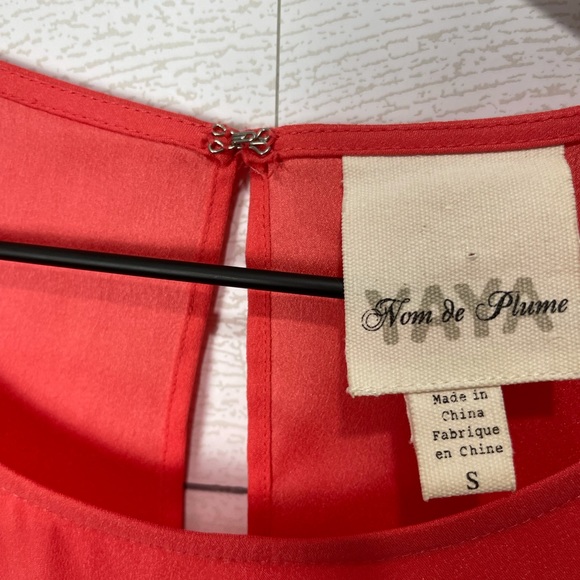 YAYA
Nom de Plume
Made in
China
Fabrique
en Chine
S